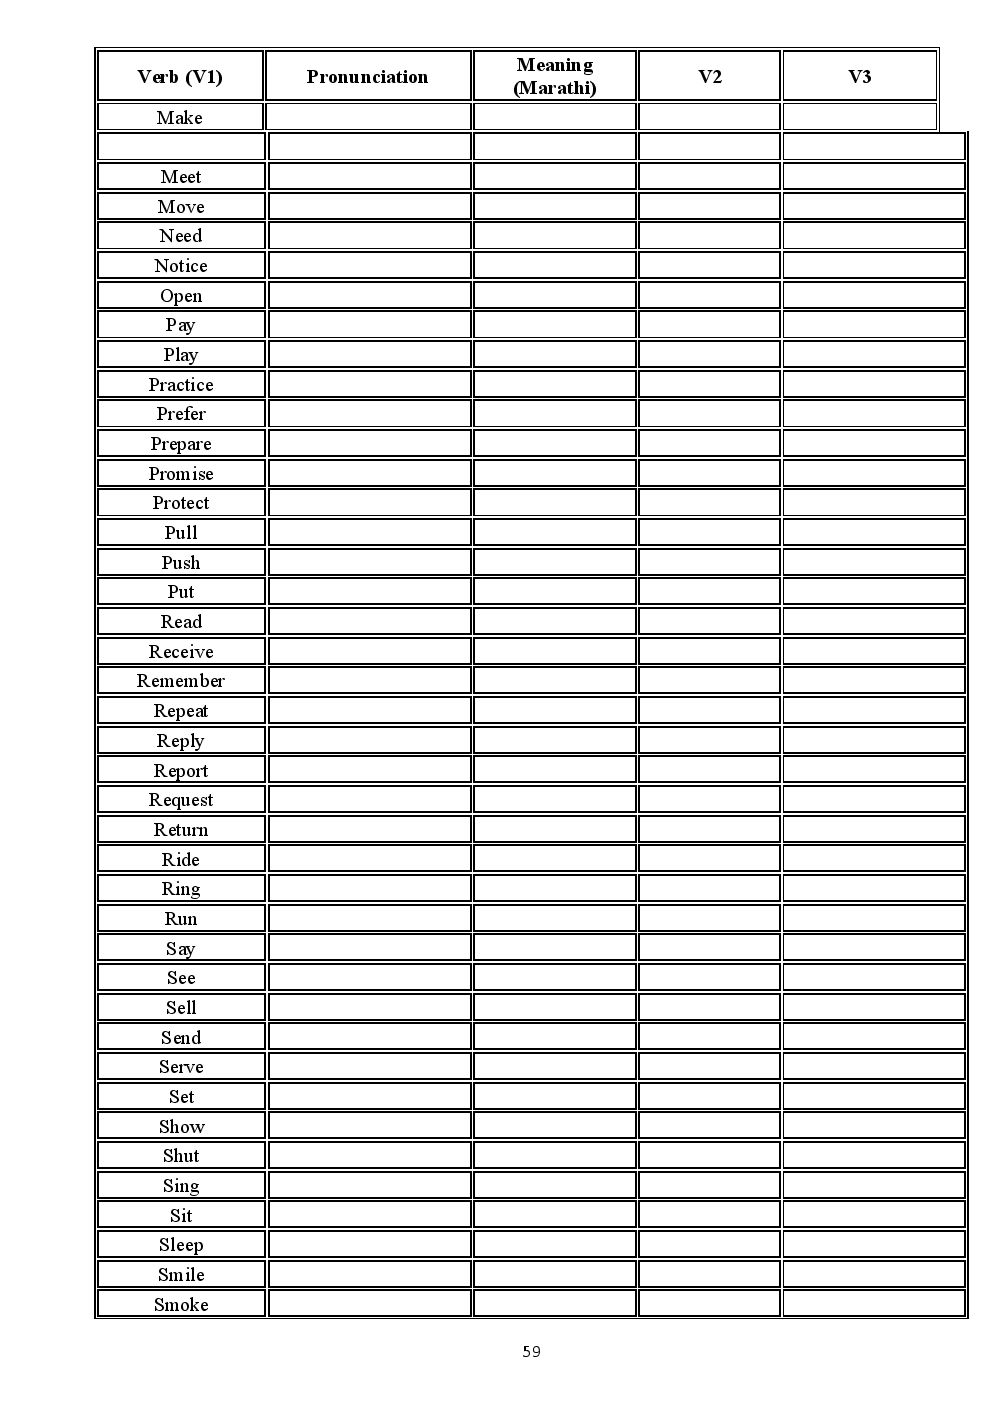 Verb (V1) Pronunciation Meaning (Marathi) V2 V3
Make
Meet
Move
Need
Notice
Open
Pay
Play
Practice
Prefer
Prepare
Promise
Protect
Pull
Push
Put
Read
Receive
Remember
Repeat
Reply
Report
Request
Return
Ride
Ring
Run
Say
See
Sell
Send
Serve
Set
Show
Shut
Sing
Sit
Sleep
Smile
Smoke
59